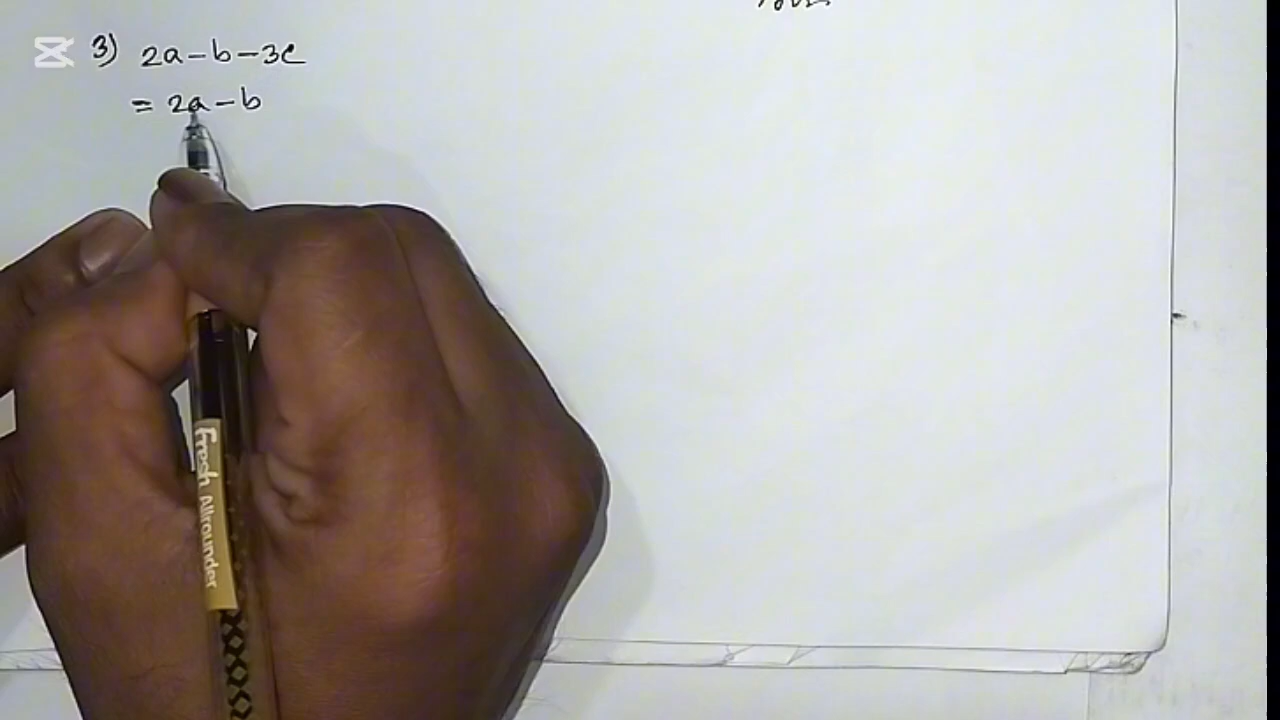 3) 2a-b-3c
= 2a-b
Fresh Allrounder